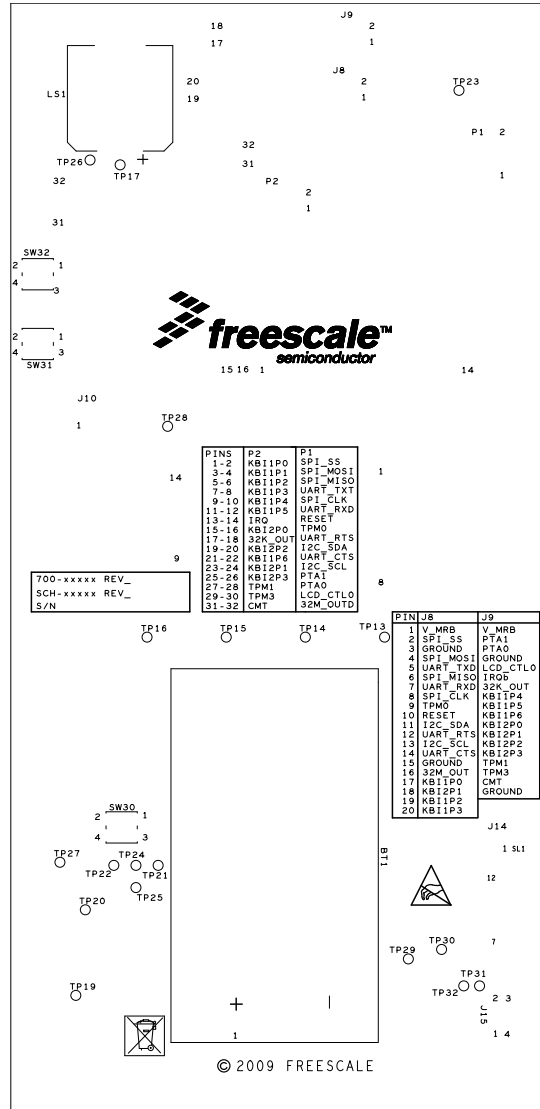 J9
18 2
17 1
J8
LS1
20 2
19 1
TP23
P1 2
32
31
TP26
TP17
+
32
P2
1
2
1
31
SW32
2 1
4 3
freescale™
semiconductor
2 1
4 3
SW31
15 16 1 14
J10
1
TP28
PINS P2 P1
1-2 KBI1P0 SPI_SS
3-4 KBI1P1 SPI_MOSI
5-6 KBI1P2 SPI_MISO
7-8 KBI1P3 UART_TXT
9-10 KBI1P4 SPI_CLK
11-12 KBI1P5 UART_RXD
13-14 IRQ RESET
15-16 KBI2P0 TPM0
17-18 32K_OUT UART_RTS
19-20 KBI2P2 I2C_SDA
21-22 KBI1P6 UART_CTS
23-24 KBI2P1 I2C_SCL
25-26 KBI2P3 PTA1
27-28 TPM1 PTA0
29-30 TPM3 LCD_CTL0
31-32 CMT 32M_OUTD
14
1
9
8
700-xxxxx REV_
SCH-xxxxx REV_
S/N
TP16 TP15 TP14 TP13
PIN J8 J9
1 V_MRB V_MRB
2 SPI_SS PTA1
3 GROUND PTA0
4 SPI_MOSI GROUND
5 UART_TXD LCD_CTL0
6 SPI_MISO IRQb
7 UART_RXD 32K_OUT
8 SPI_CLK KBI1P4
9 TPM0 KBI1P5
10 RESET KBI1P6
11 I2C_SDA KBI2P0
12 UART_RTS KBI2P1
13 I2C_SCL KBI2P2
14 UART_CTS KBI2P3
15 GROUND TPM1
16 32M_OUT TPM3
17 KBI1P0 CMT
18 KBI2P1 GROUND
19 KBI1P2
20 KBI1P3
SW30
2 1
4 3
J14
1 SL1
BT1
TP27
TP24
TP22 TP21
TP25
12
TP20
7
TP30
TP29
TP31
TP32
TP19
2 3
J15
+ –
1
1 4
© 2009 FREESCALE